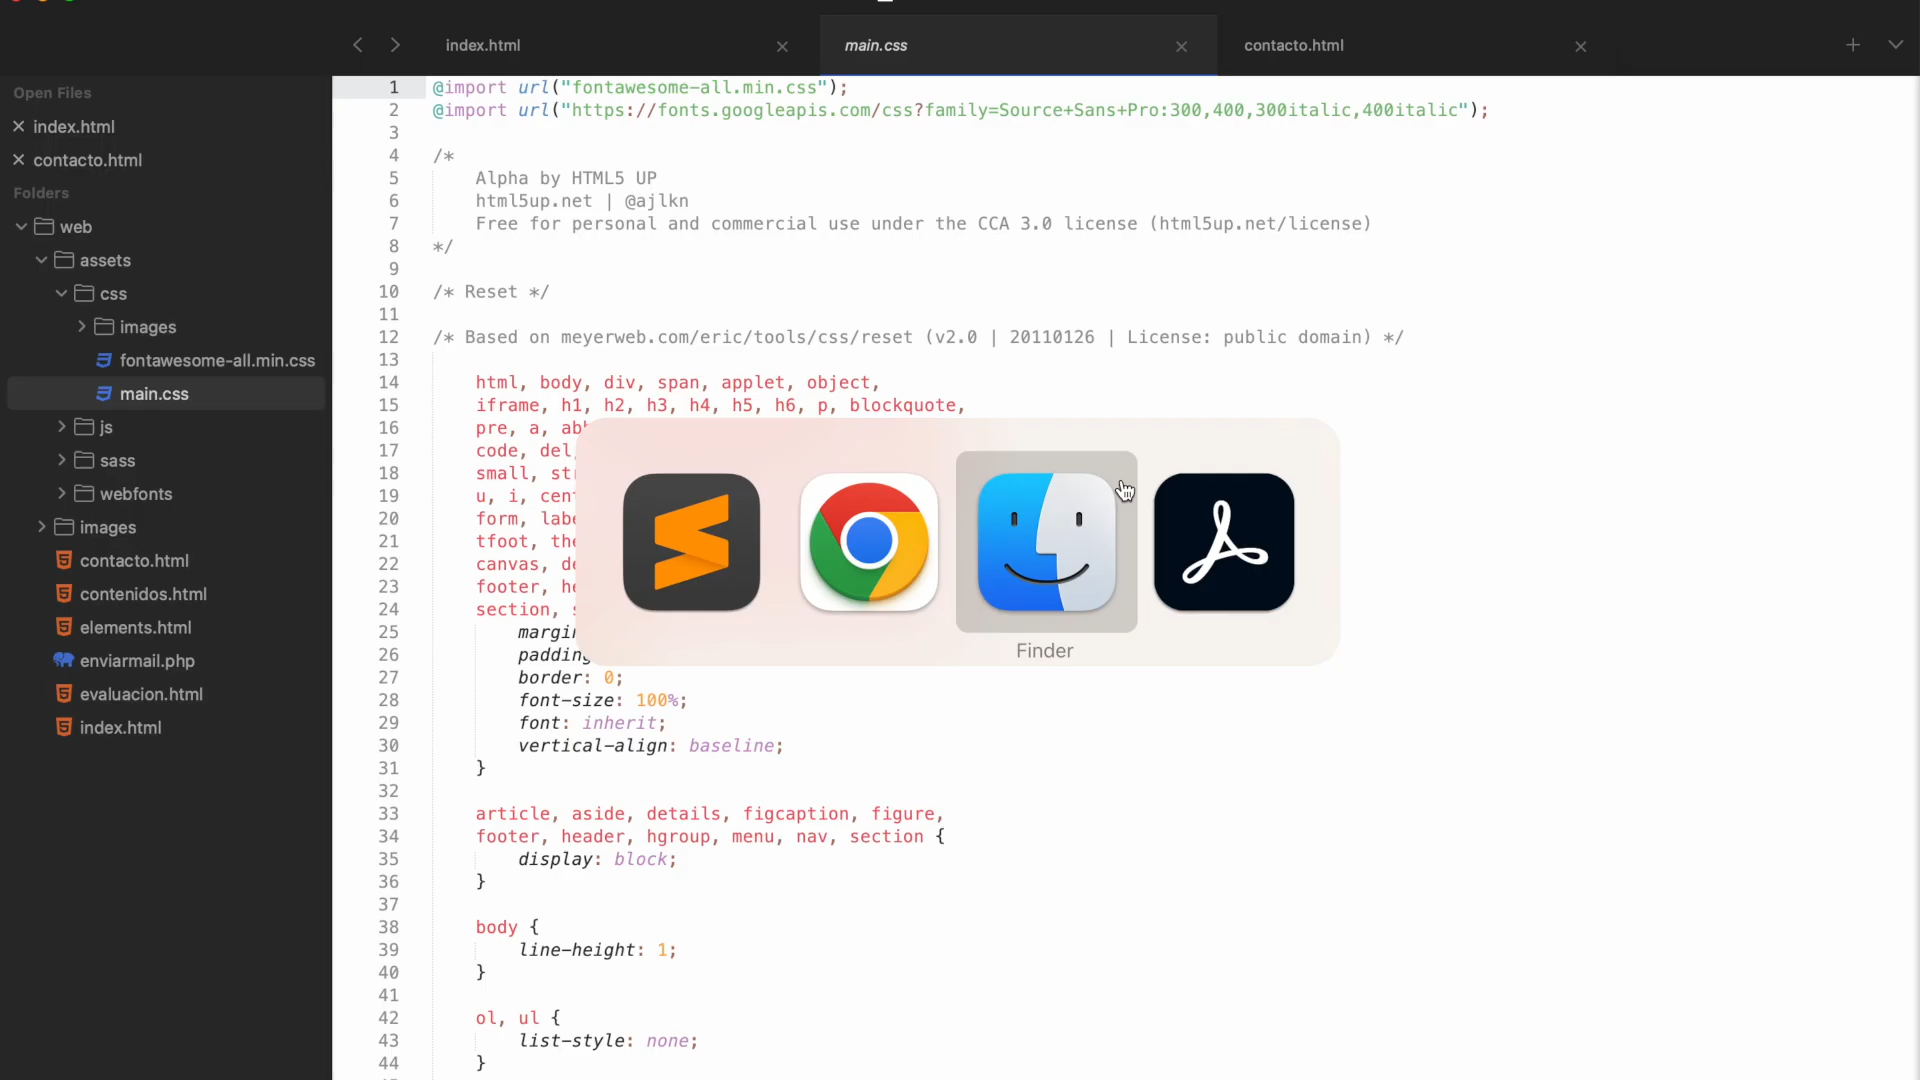 index.html
main.css
contacto.html
Open Files
index.html
contacto.html
Folders
web
assets
css
images
fontawesome-all.min.css
main.css
js
sass
webfonts
images
contacto.html
contenidos.html
elements.html
enviarmail.php
evaluacion.html
index.html
1 @import url("fontawesome-all.min.css");
2 @import url("https://fonts.googleapis.com/css?family=Source+Sans+Pro:300,400,300italic,400italic");
3
4 /*
5 Alpha by HTML5 UP
6 html5up.net | @ajlkn
7 Free for personal and commercial use under the CCA 3.0 license (html5up.net/license)
8 */
9
10 /* Reset */
11
12 /* Based on meyerweb.com/eric/tools/css/reset (v2.0 | 20110126 | License: public domain) */
13
14 html, body, div, span, applet, object,
15 iframe, h1, h2, h3, h4, h5, h6, p, blockquote,
16 pre, a,
17 code, del,
18 small,
19 u, i,
20 form,
21 tfoot,
22 canvas,
23 footer,
24 section,
25
26 padding
27 border: 0;
28 font-size: 100%;
29 font: inherit;
30 vertical-align: baseline;
31 }
32
33 article, aside, details, figcaption, figure,
34 footer, header, hgroup, menu, nav, section {
35 display: block;
36 }
37
38 body {
39 line-height: 1;
40 }
41
42 ol, ul {
43 list-style: none;
44 }
Finder